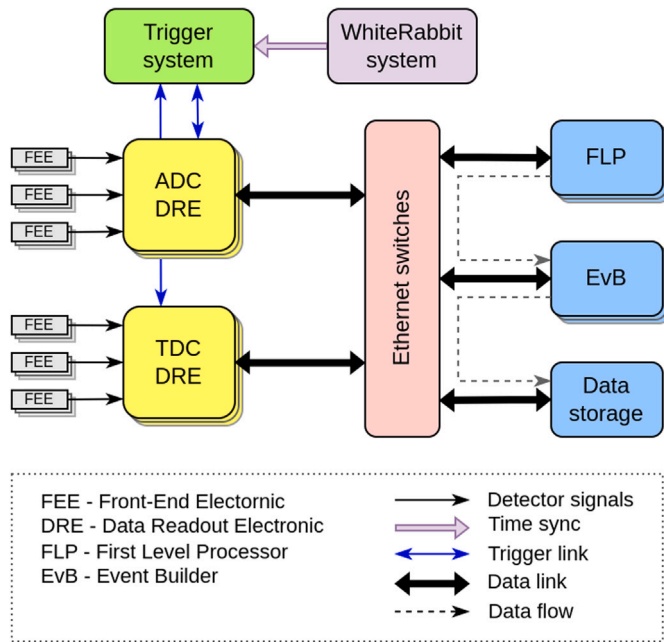 Trigger
system
WhiteRabbit
system
FEE
FEE
FEE
ADC
DRE
FEE
FEE
FEE
TDC
DRE
Ethernet switches
FLP
EvB
Data
storage
FEE - Front-End Electornic
DRE - Data Readout Electronic
FLP - First Level Processor
EvB - Event Builder
Detector signals
Time sync
Trigger link
Data link
Data flow